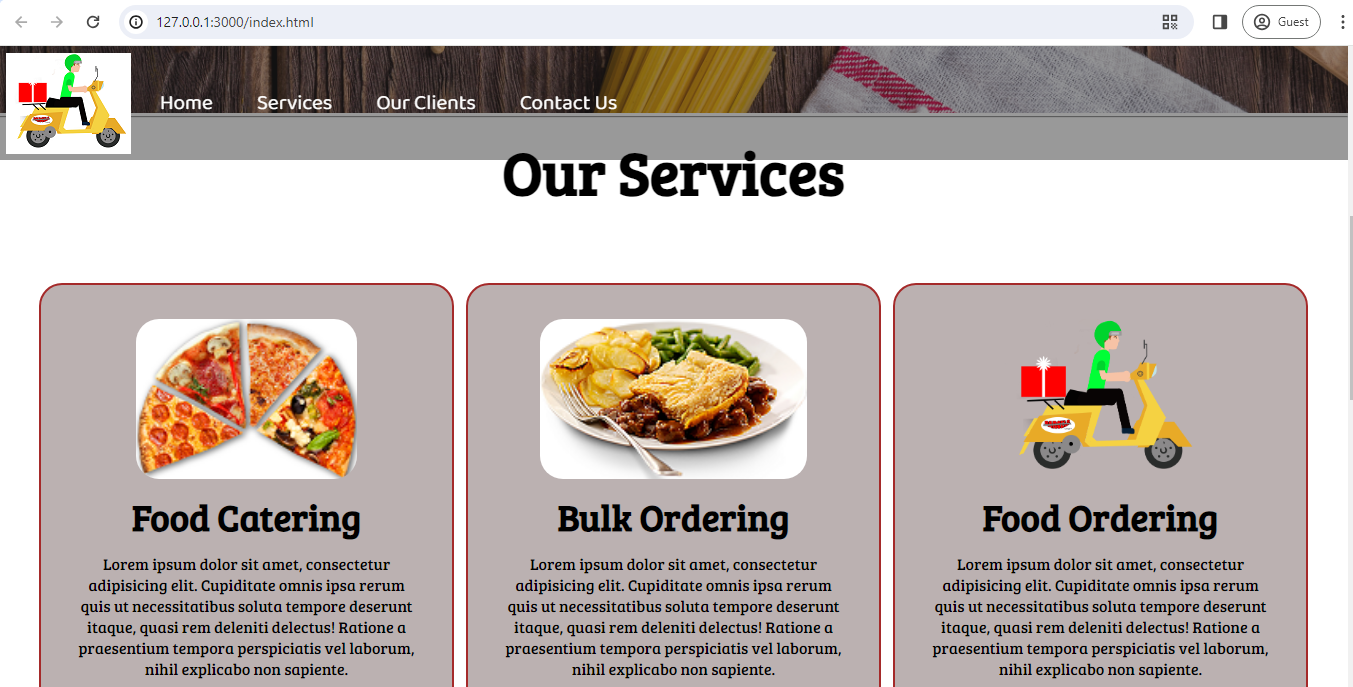 127.0.0.1:3000/index.html
Guest
Home Services Our Clients Contact Us
Our Services
Food Catering
Lorem ipsum dolor sit amet, consectetur
adipisicing elit. Cupiditate omnis ipsa rerum
quis ut necessitatibus soluta tempore deserunt
itaque, quasi rem deleniti delectus! Ratione a
praesentium tempora perspiciatis vel laborum,
nihil explicabo non sapiente.
Bulk Ordering
Lorem ipsum dolor sit amet, consectetur
adipisicing elit. Cupiditate omnis ipsa rerum
quis ut necessitatibus soluta tempore deserunt
itaque, quasi rem deleniti delectus! Ratione a
praesentium tempora perspiciatis vel laborum,
nihil explicabo non sapiente.
Food Ordering
Lorem ipsum dolor sit amet, consectetur
adipisicing elit. Cupiditate omnis ipsa rerum
quis ut necessitatibus soluta tempore deserunt
itaque, quasi rem deleniti delectus! Ratione a
praesentium tempora perspiciatis vel laborum,
nihil explicabo non sapiente.